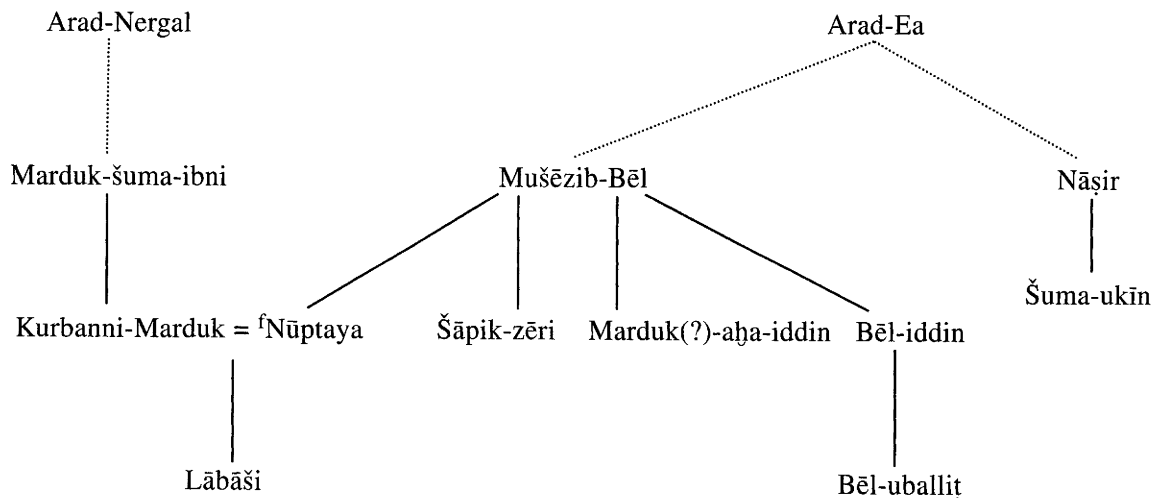 Arad-Nergal
Arad-Ea
Marduk-šuma-ibni
Mušēzib-Bēl
Nāṣir
Šuma-ukīn
Kurbanni-Marduk = ᶠNūptaya
Šāpik-zēri
Marduk(?)-aḫa-iddin
Bēl-iddin
Lābāši
Bēl-uballiṭ